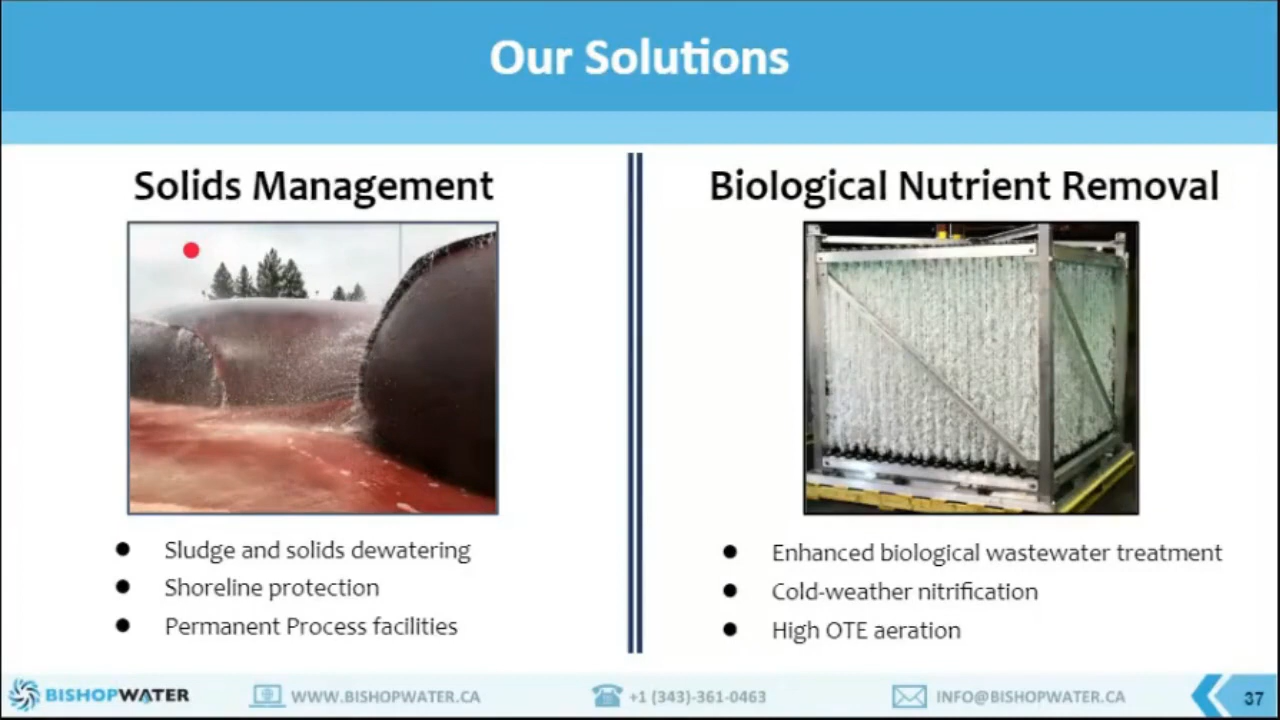 Our Solutions
Solids Management
Sludge and solids dewatering
Shoreline protection
Permanent Process facilities
Biological Nutrient Removal
Enhanced biological wastewater treatment
Cold-weather nitrification
High OTE aeration
BISHOPWATER
WWW.BISHOPWATER.CA
+1 (343)-361-0463
INFO@BISHOPWATER.CA
37